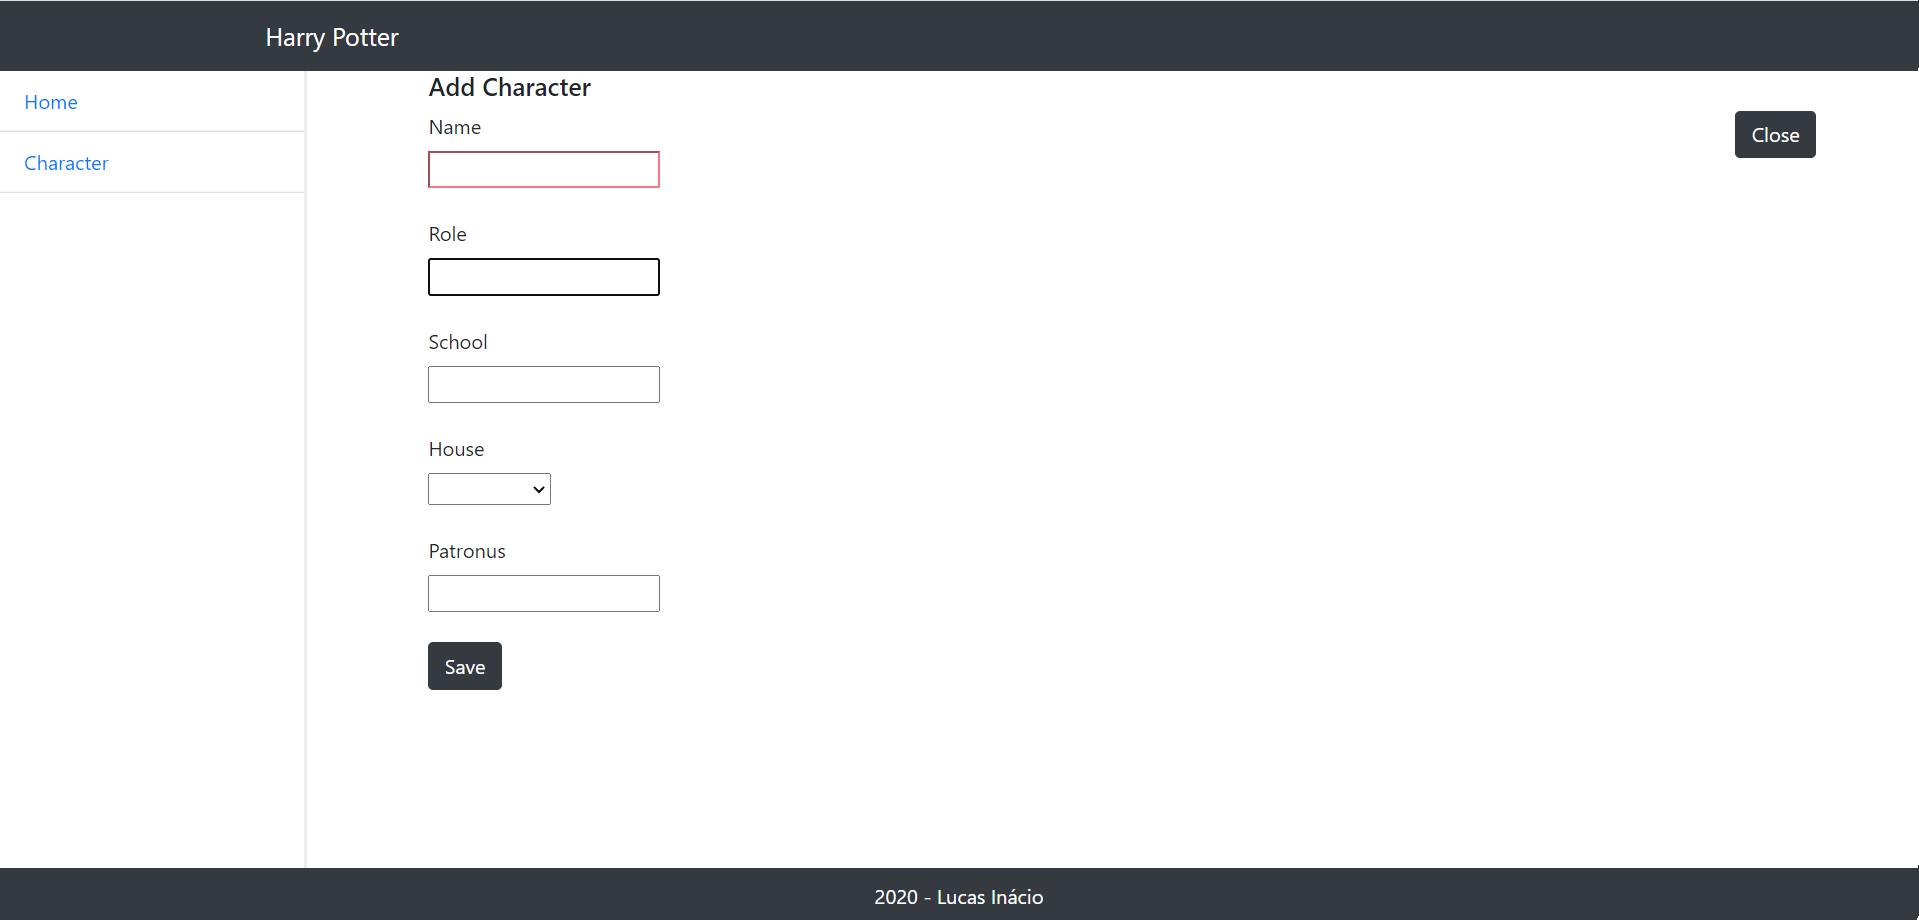 Harry Potter
Home
Character
Add Character
Name
Close
Role
School
House
Patronus
Save
2020 - Lucas Inácio